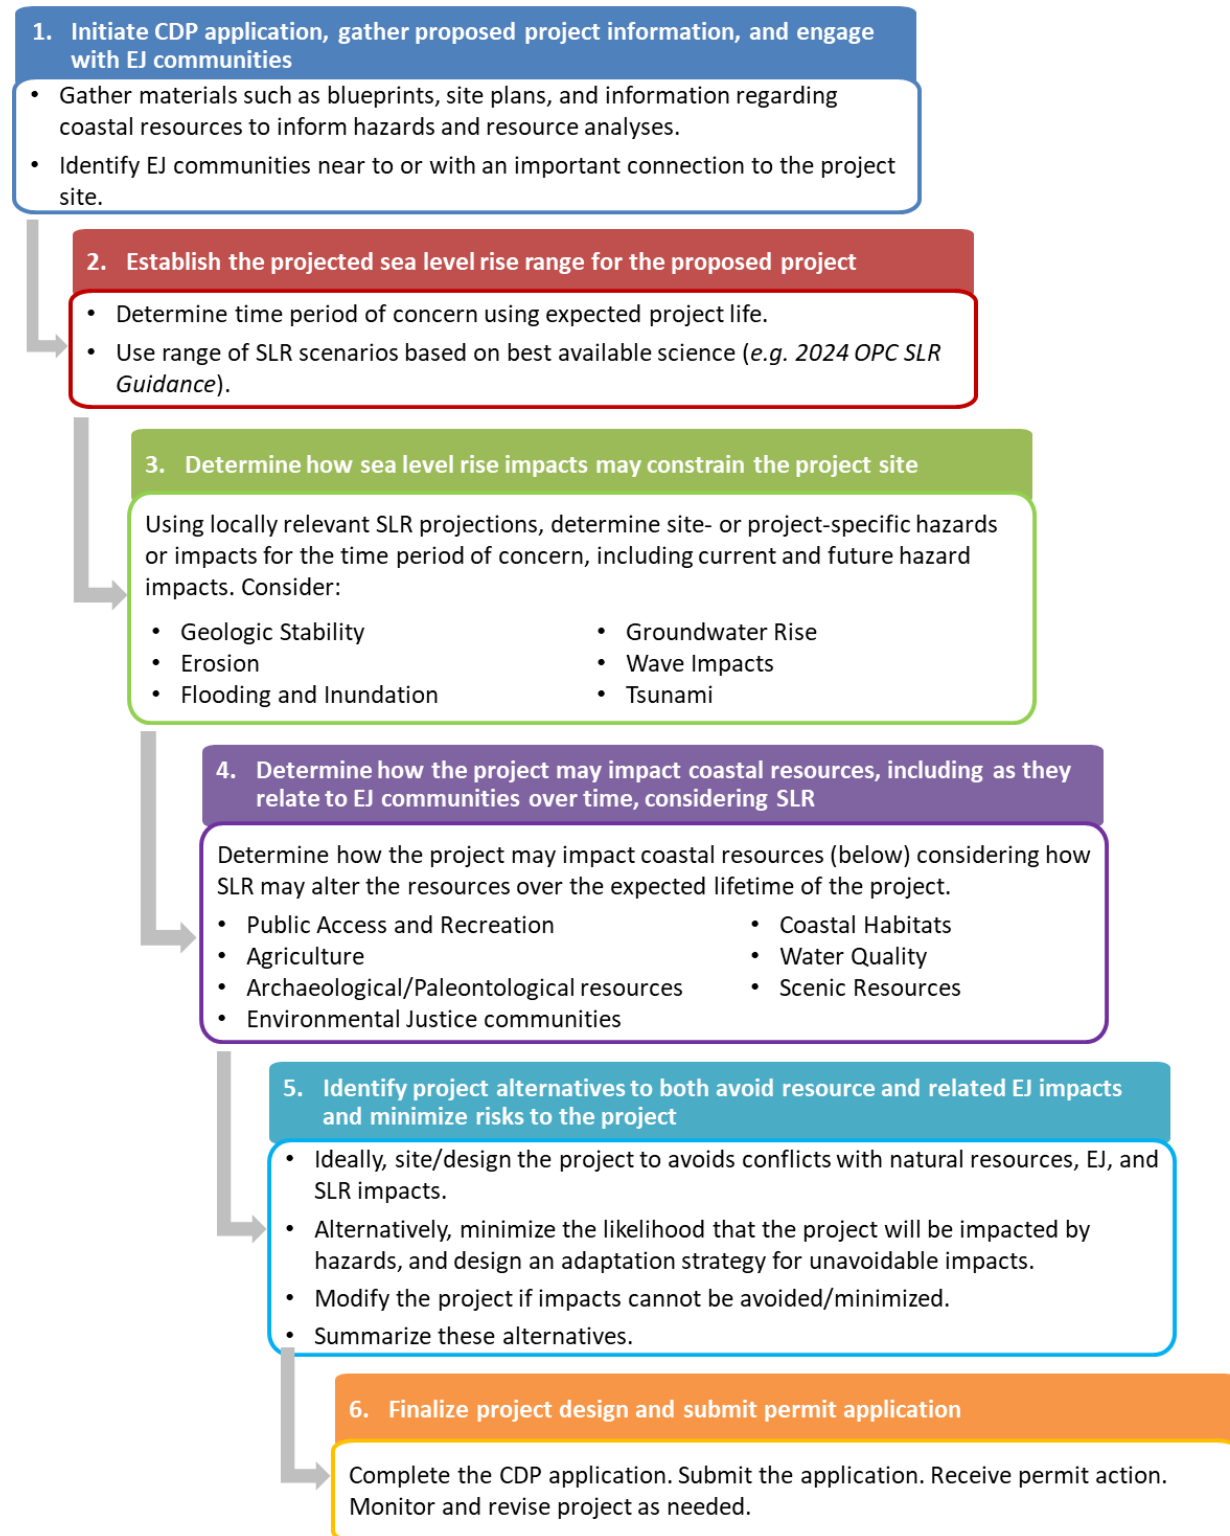 1. Initiate CDP application, gather proposed project information, and engage
with EJ communities
• Gather materials such as blueprints, site plans, and information regarding
coastal resources to inform hazards and resource analyses.
• Identify EJ communities near to or with an important connection to the project
site.
2. Establish the projected sea level rise range for the proposed project
• Determine time period of concern using expected project life.
• Use range of SLR scenarios based on best available science (e.g. 2024 OPC SLR
Guidance).
3. Determine how sea level rise impacts may constrain the project site
Using locally relevant SLR projections, determine site- or project-specific hazards
or impacts for the time period of concern, including current and future hazard
impacts. Consider:
• Geologic Stability
• Erosion
• Flooding and Inundation
• Groundwater Rise
• Wave Impacts
• Tsunami
4. Determine how the project may impact coastal resources, including as they
relate to EJ communities over time, considering SLR
Determine how the project may impact coastal resources (below) considering how
SLR may alter the resources over the expected lifetime of the project.
• Public Access and Recreation
• Agriculture
• Archaeological/Paleontological resources
• Environmental Justice communities
• Coastal Habitats
• Water Quality
• Scenic Resources
5. Identify project alternatives to both avoid resource and related EJ impacts
and minimize risks to the project
• Ideally, site/design the project to avoids conflicts with natural resources, EJ, and
SLR impacts.
• Alternatively, minimize the likelihood that the project will be impacted by
hazards, and design an adaptation strategy for unavoidable impacts.
• Modify the project if impacts cannot be avoided/minimized.
• Summarize these alternatives.
6. Finalize project design and submit permit application
Complete the CDP application. Submit the application. Receive permit action.
Monitor and revise project as needed.